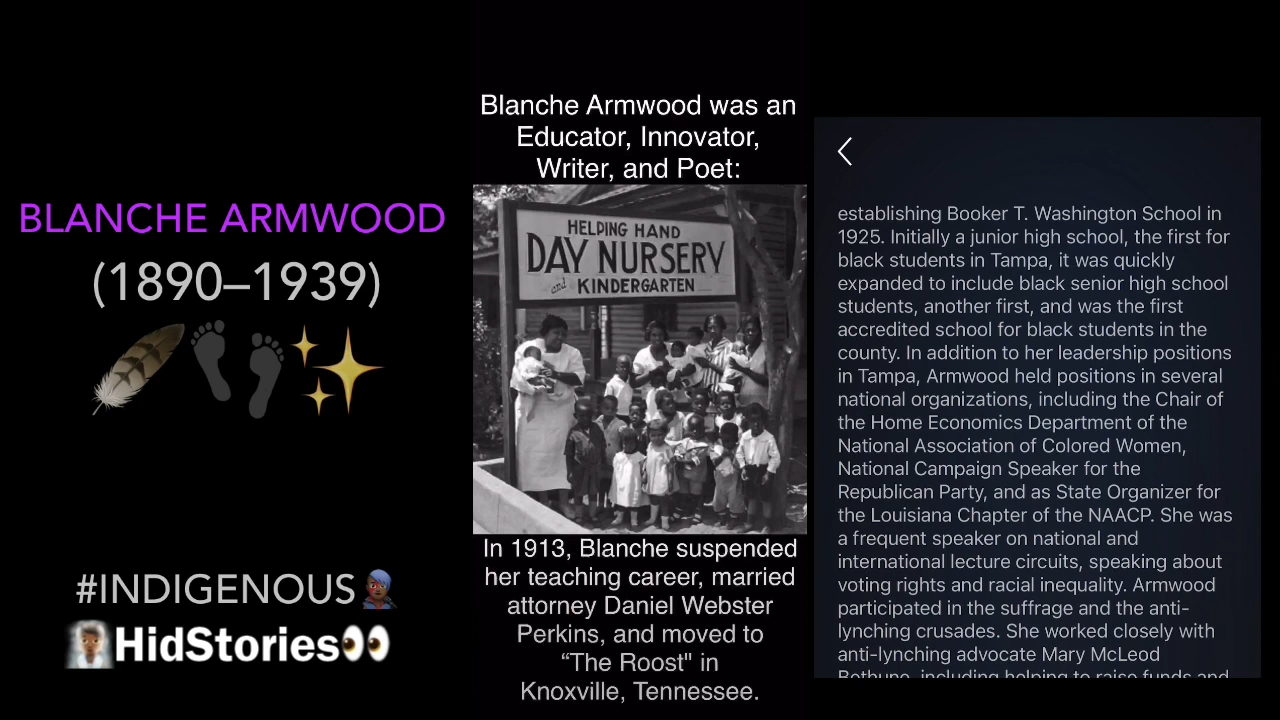 BLANCHE ARMWOOD
(1890–1939)
#INDIGENOUS
HidStories
Blanche Armwood was an
Educator, Innovator,
Writer, and Poet:
HELPING HAND
DAY NURSERY
and KINDERGARTEN
In 1913, Blanche suspended
her teaching career, married
attorney Daniel Webster
Perkins, and moved to
“The Roost" in
Knoxville, Tennessee.
establishing Booker T. Washington School in
1925. Initially a junior high school, the first for
black students in Tampa, it was quickly
expanded to include black senior high school
students, another first, and was the first
accredited school for black students in the
county. In addition to her leadership positions
in Tampa, Armwood held positions in several
national organizations, including the Chair of
the Home Economics Department of the
National Association of Colored Women,
National Campaign Speaker for the
Republican Party, and as State Organizer for
the Louisiana Chapter of the NAACP. She was
a frequent speaker on national and
international lecture circuits, speaking about
voting rights and racial inequality. Armwood
participated in the suffrage and the anti-
lynching crusades. She worked closely with
anti-lynching advocate Mary McLeod
Bethune, including helping to raise funds and